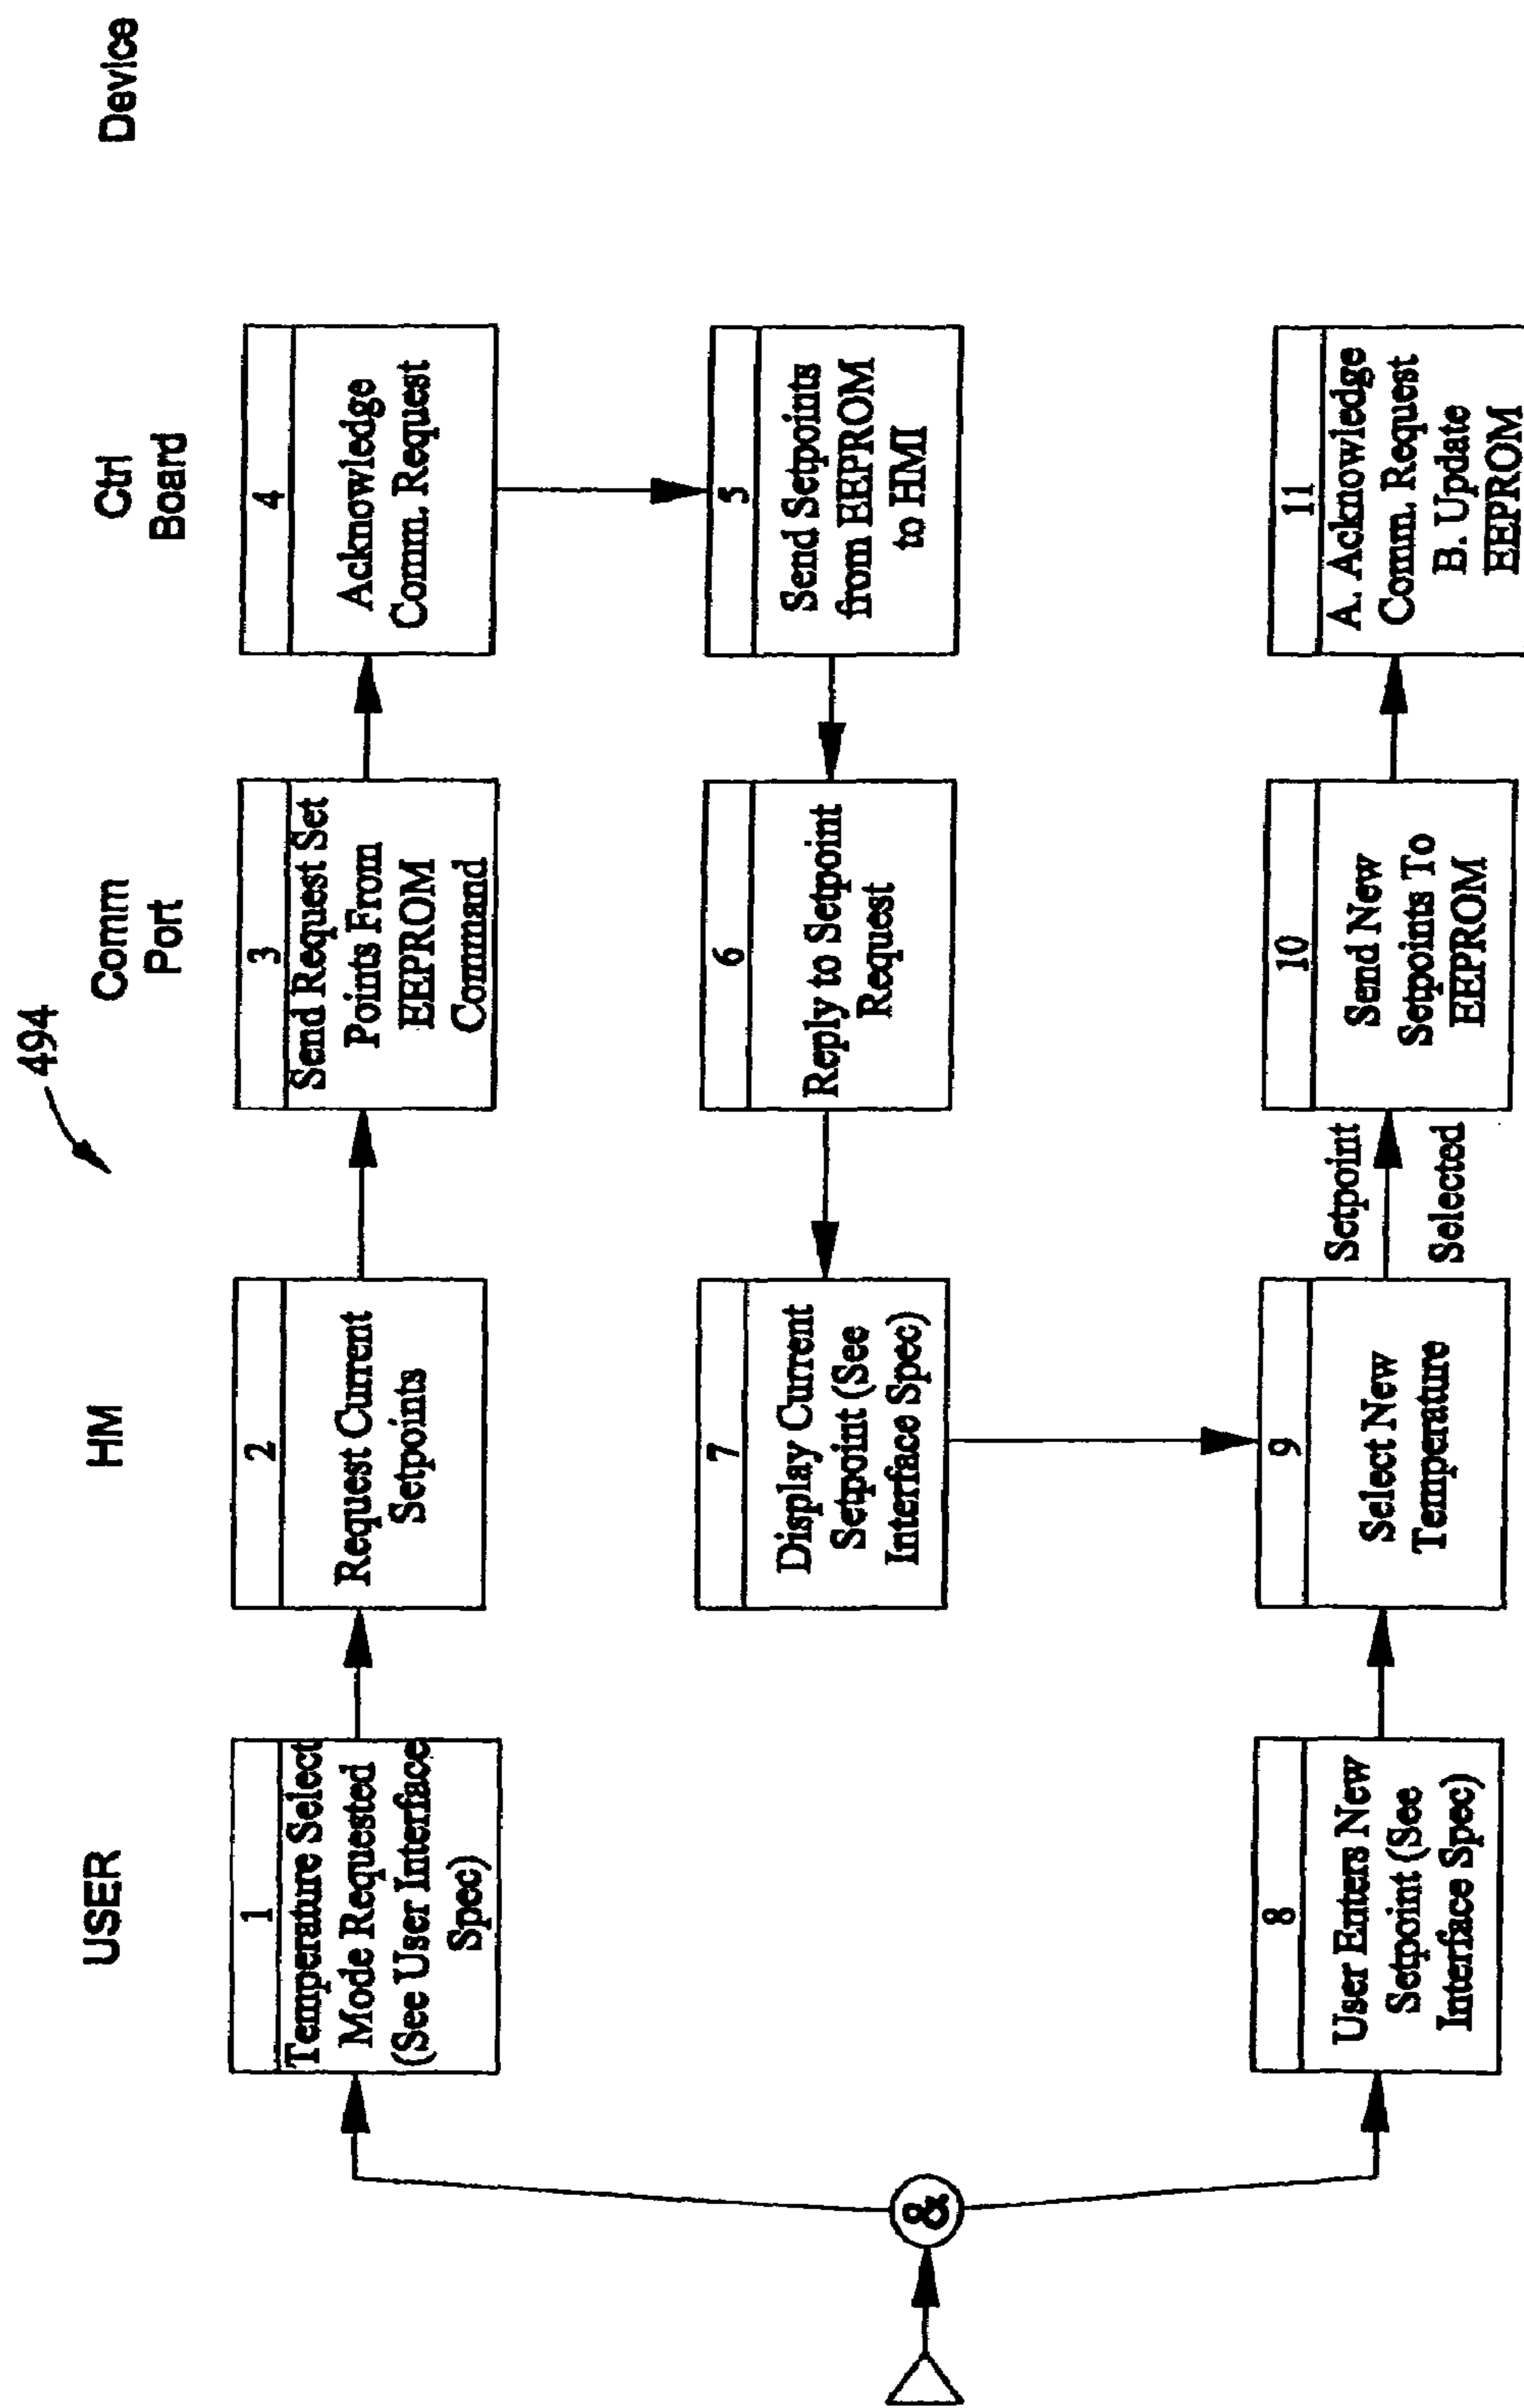 494
USER
HM
Comm
Port
Ctrl
Board
Device
1
Temperature Select
Mode Requested
(See User Interface
Spec)
2
Request Current
Setpoints
3
Send Request Set
Points From
EEPROM
Command
4
Acknowledge
Comm. Request
7
Display Current
Setpoint (See
Interface Spec)
6
Reply to Setpoint
Request
5
Send Setpoints
from EEPROM
to HMI
&
8
User Enters New
Setpoint (See
Interface Spec)
9
Select New
Temperature
Setpoint
Selected
10
Send New
Setpoints To
EEPROM
11
A. Acknowledge
Comm. Request
B. Update
EEPROM